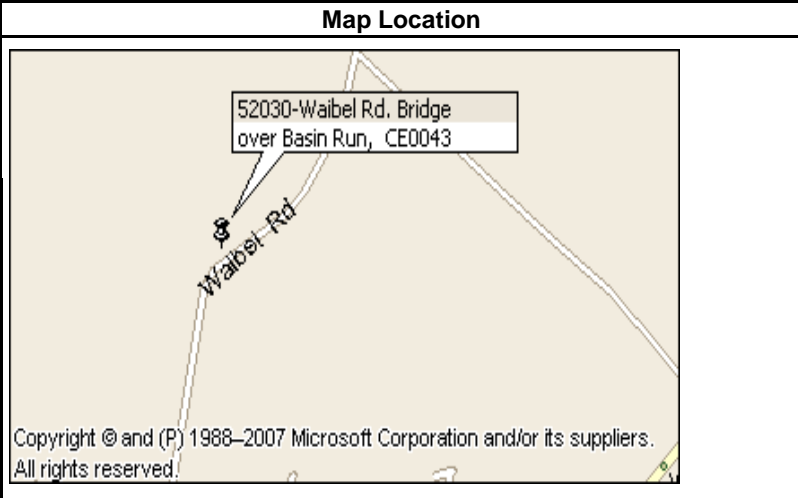 Map Location
52030-Waibel Rd. Bridge
over Basin Run, CE0043
Waibel Rd
Copyright © and (P) 1988–2007 Microsoft Corporation and/or its suppliers.
All rights reserved.